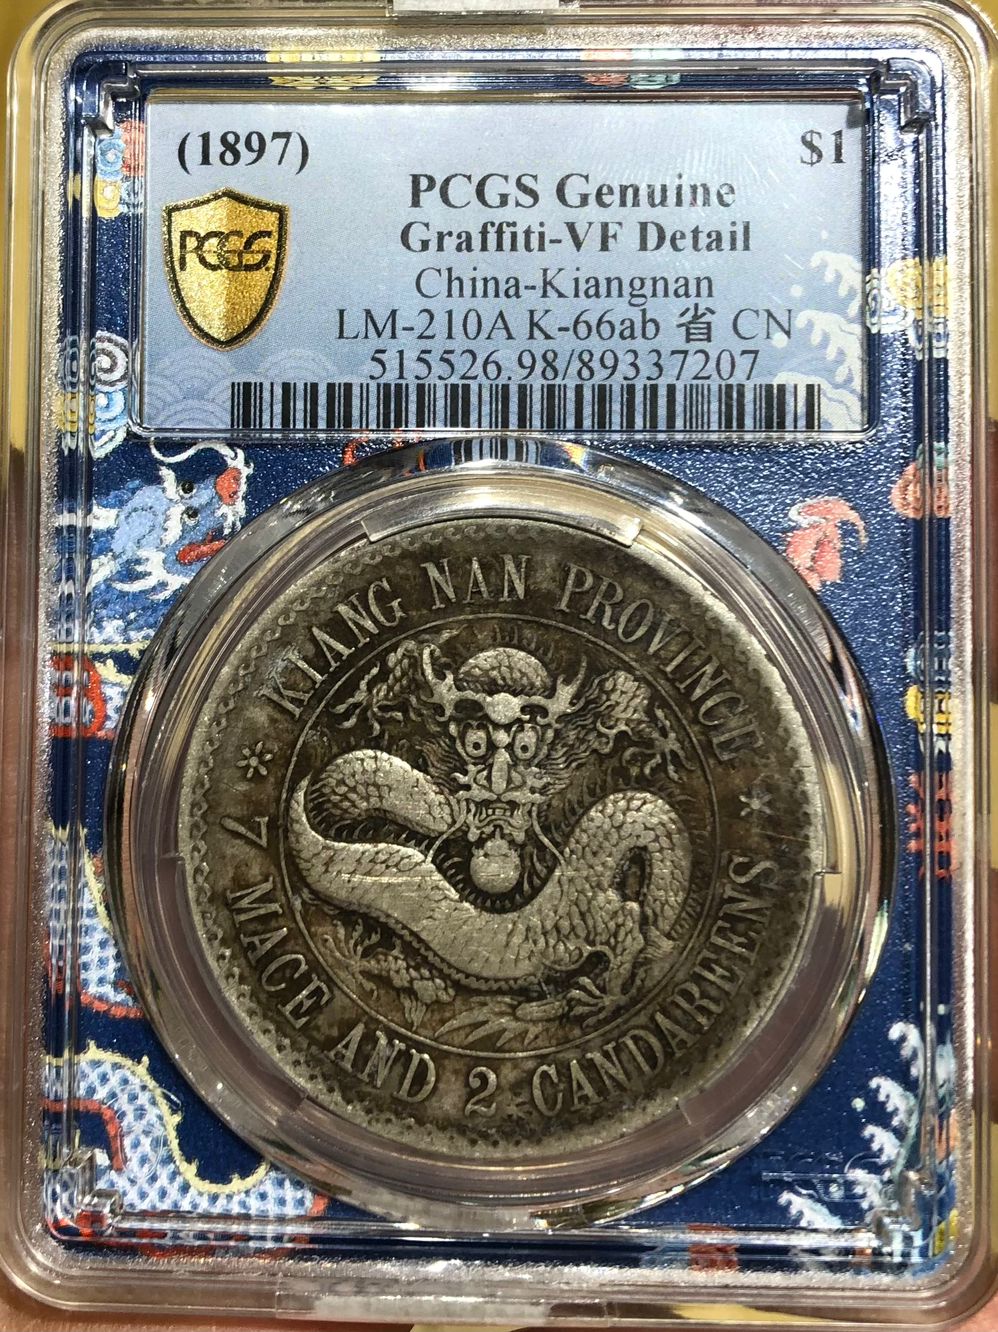 (1897) $1
PCGS Genuine
Graffiti-VF Detail
China-Kiangnan
LM-210A K-66ab 省 CN
515526.98/89337207
PCGS
KIANG NAN PROVINCE
7 MACE AND 2 CANDAREENS